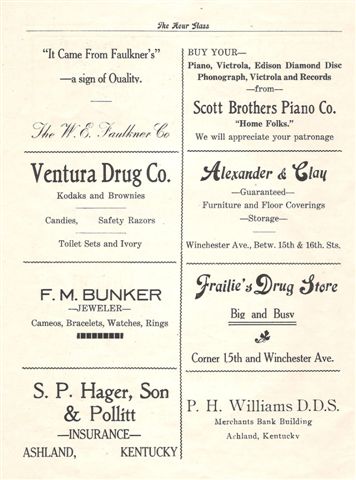 The Hour Glass
"It Came From Faulkner's"
—a sign of Quality.
The W. E. Faulkner Co
Ventura Drug Co.
Kodaks and Brownies
Candies, Safety Razors
Toilet Sets and Ivory
F. M. BUNKER
—JEWELER—
Cameos, Bracelets, Watches, Rings
S. P. Hager, Son
& Pollitt
—INSURANCE—
ASHLAND, KENTUCKY
BUY YOUR—
Piano, Victrola, Edison Diamond Disc
Phonograph, Victrola and Records
—from—
Scott Brothers Piano Co.
"Home Folks."
We will appreciate your patronage
Alexander & Clay
—Guaranteed—
Furniture and Floor Coverings
—Storage—
Winchester Ave., Betw. 15th & 16th. Sts.
Frailie's Drug Store
Big and Busy
Corner 15th and Winchester Ave.
P. H. Williams D.D.S.
Merchants Bank Building
Ashland, Kentucky